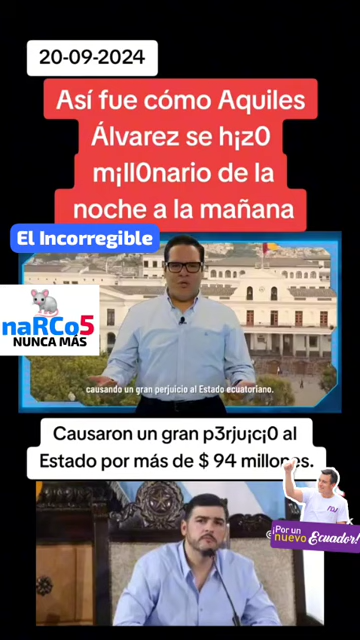 20-09-2024
Así fue cómo Aquiles
Álvarez se h¡z0
m¡ll0nario de la
noche a la mañana
El Incorregible
naRCo5
NUNCA MÁS
causando un gran perjuicio al Estado ecuatoriano.
Causaron un gran p3rju¡c¡0 al
Estado por más de $ 94 millones.
¡Por un
nuevo Ecuador!